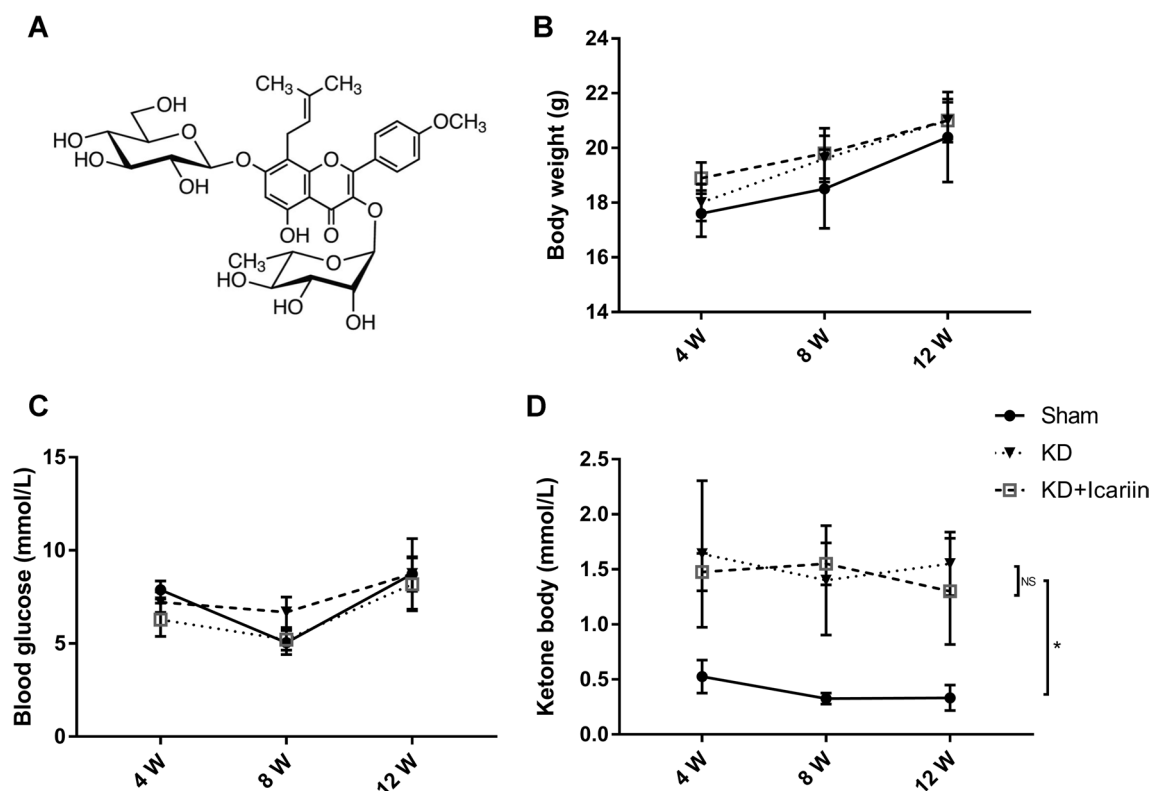 A
CH3 CH3
OH
HO
O
HO
OH
O
O
OCH3
OH
O
O
CH3
O
HO
HO
OH
B
Body weight (g)
24
22
20
18
16
14
4 W
8 W
12 W
C
Blood glucose (mmol/L)
15
10
5
0
4 W
8 W
12 W
D
Ketone body (mmol/L)
2.5
2.0
1.5
1.0
0.5
0.0
4 W
8 W
12 W
Sham
KD
KD+Icariin
NS
*